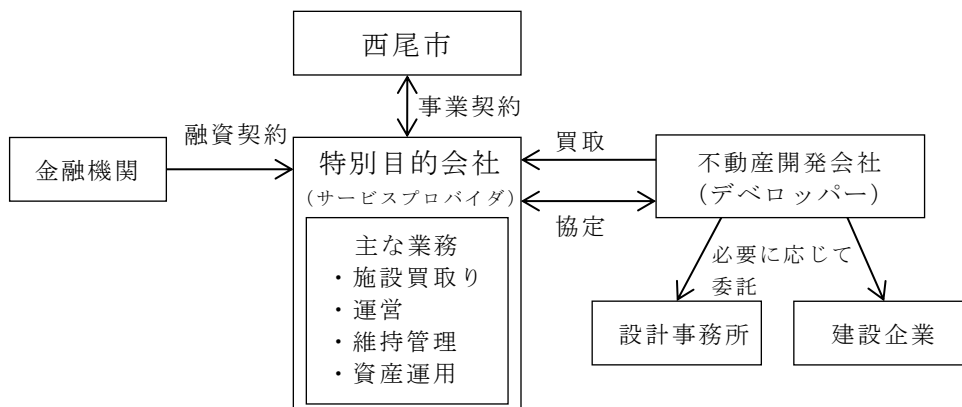 西尾市
事業契約
融資契約
金融機関
特別目的会社
(サービスプロバイダ)
主な業務
・施設買取り
・運営
・維持管理
・資産運用
買取
協定
不動産開発会社
(デベロッパー)
必要に応じて
委託
設計事務所
建設企業